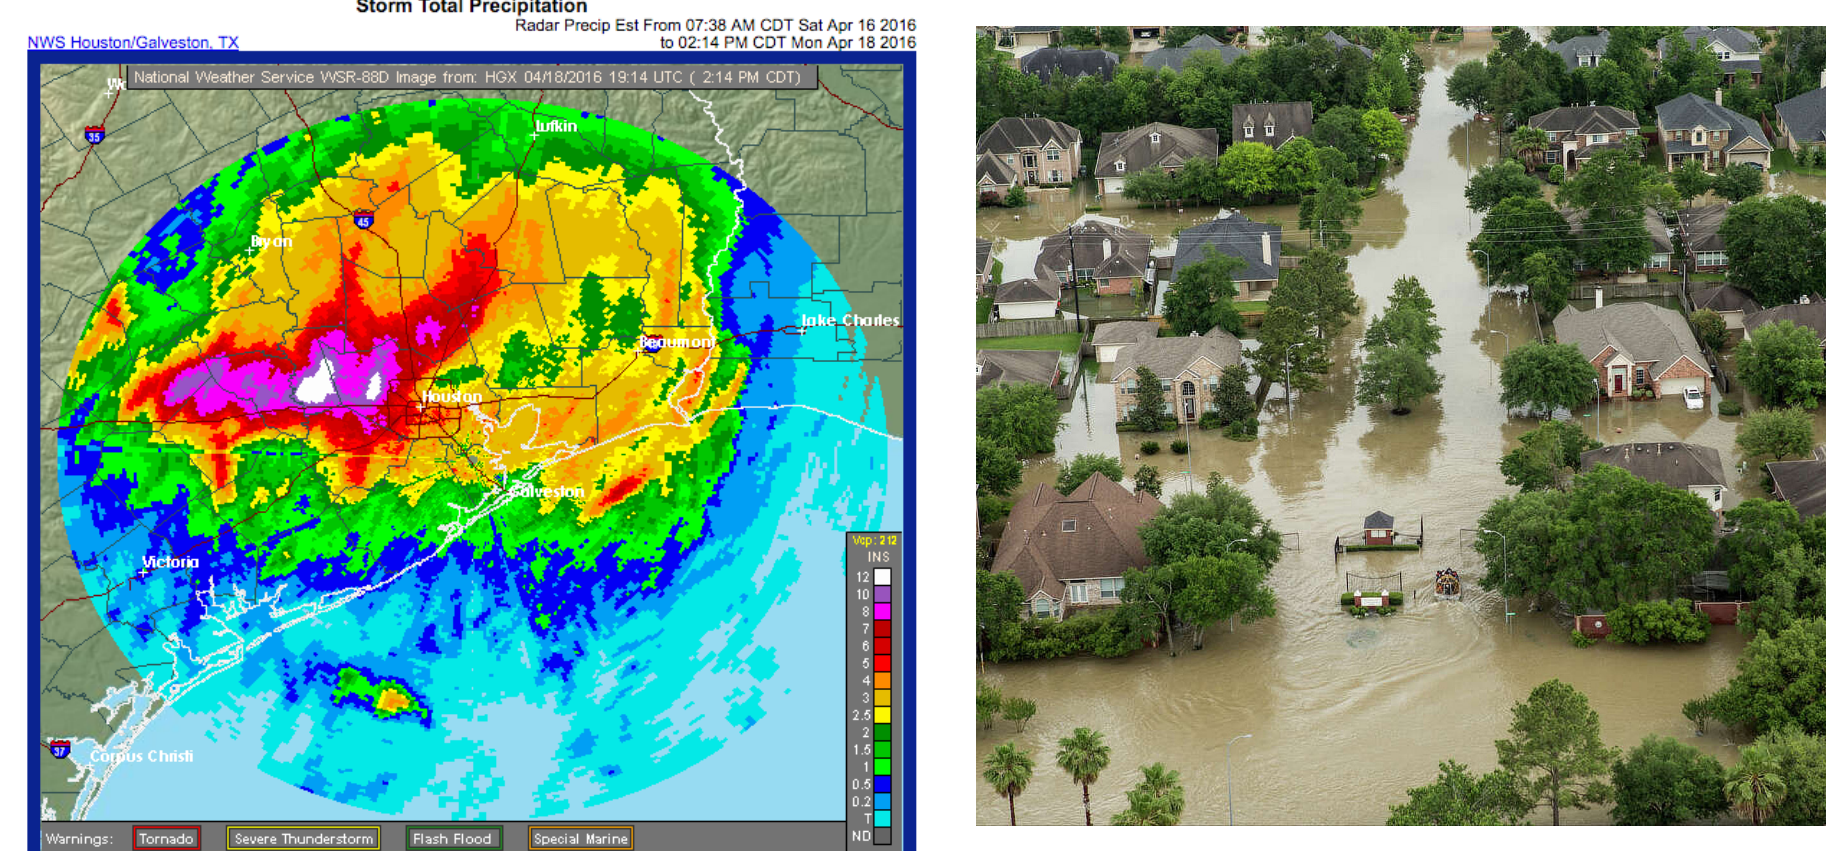 Storm Total Precipitation
Radar Precip Est From 07:38 AM CDT Sat Apr 16 2016
NWS Houston/Galveston, TX
to 02:14 PM CDT Mon Apr 18 2016
National Weather Service WSR-88D Image from: HGX 04/18/2016 19:14 UTC ( 2:14 PM CDT)
Lufkin
35
45
Bryan
Lake Charles
Beaumont
Houston
Galveston
Victoria
Corpus Christi
37
Vcp: 212
INS
12
10
8
7
6
5
4
3
2.5
2
1.5
1
0.5
0.2
T
ND
Warnings: Tornado Severe Thunderstorm Flash Flood Special Marine